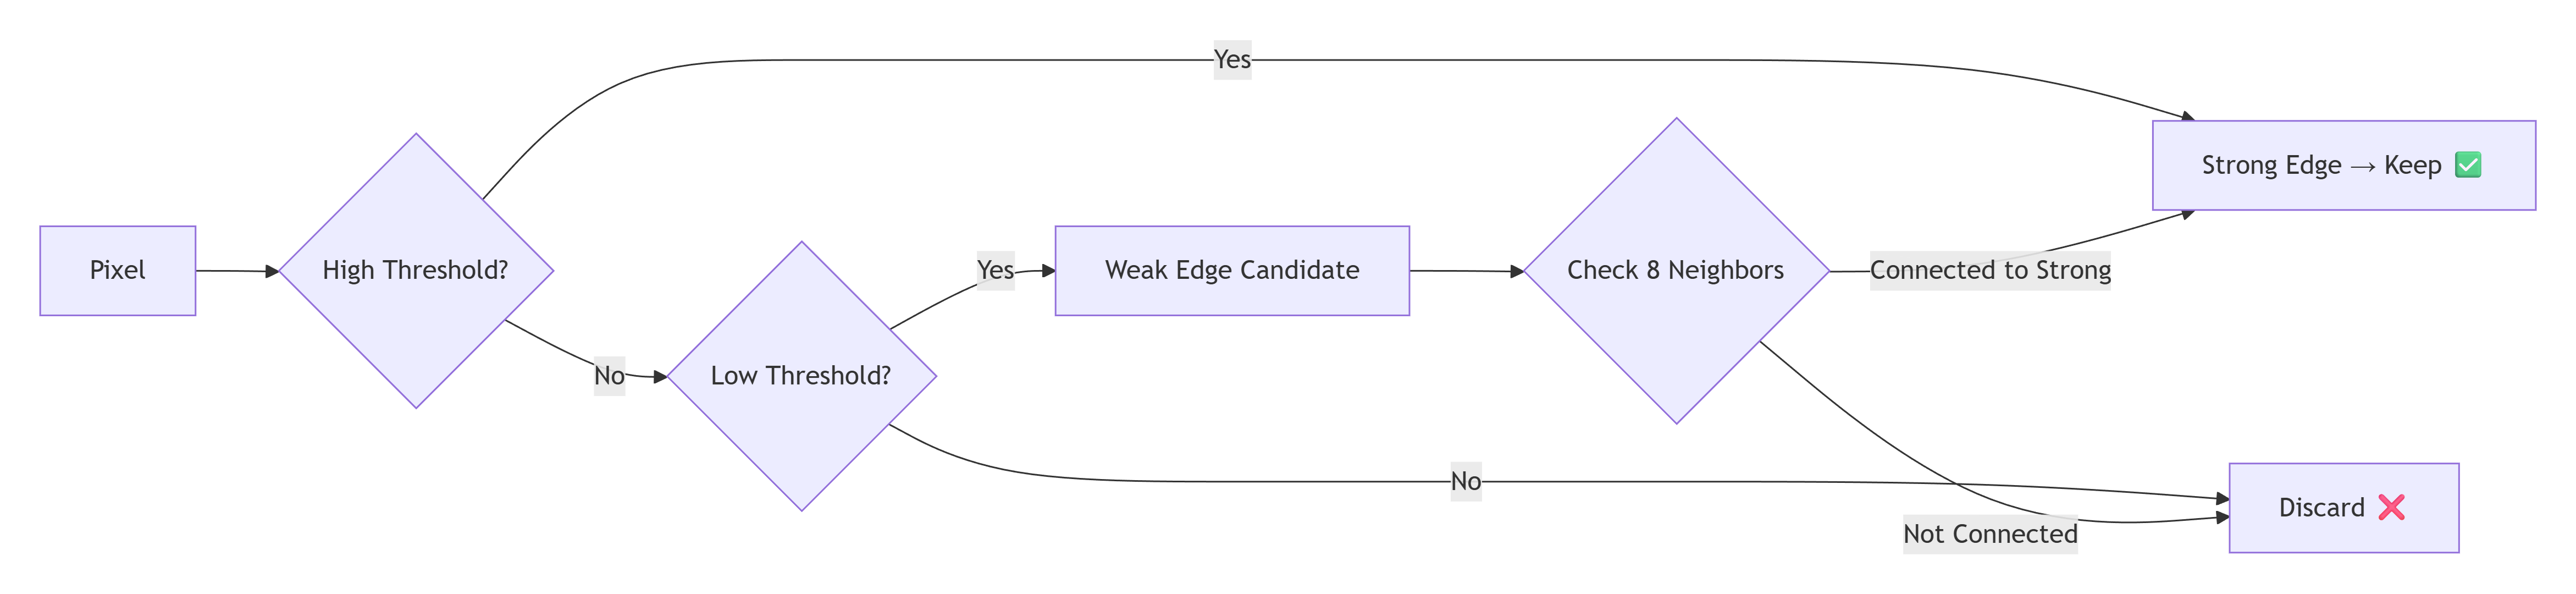 Yes
Strong Edge → Keep ✅
Pixel
High Threshold?
Yes
Weak Edge Candidate
Check 8 Neighbors
Connected to Strong
No
Low Threshold?
No
Discard ❌
Not Connected